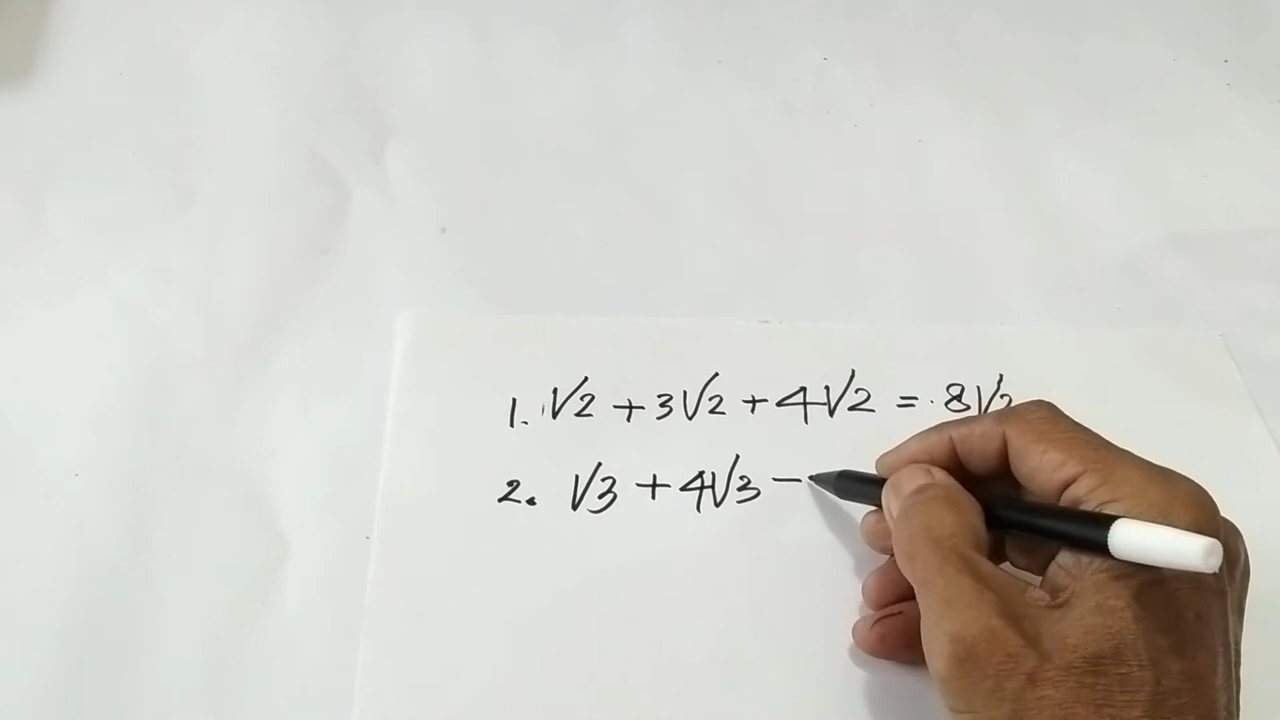 1. √2 + 3√2 + 4√2 = 8√2
2. √3 + 4√3 -